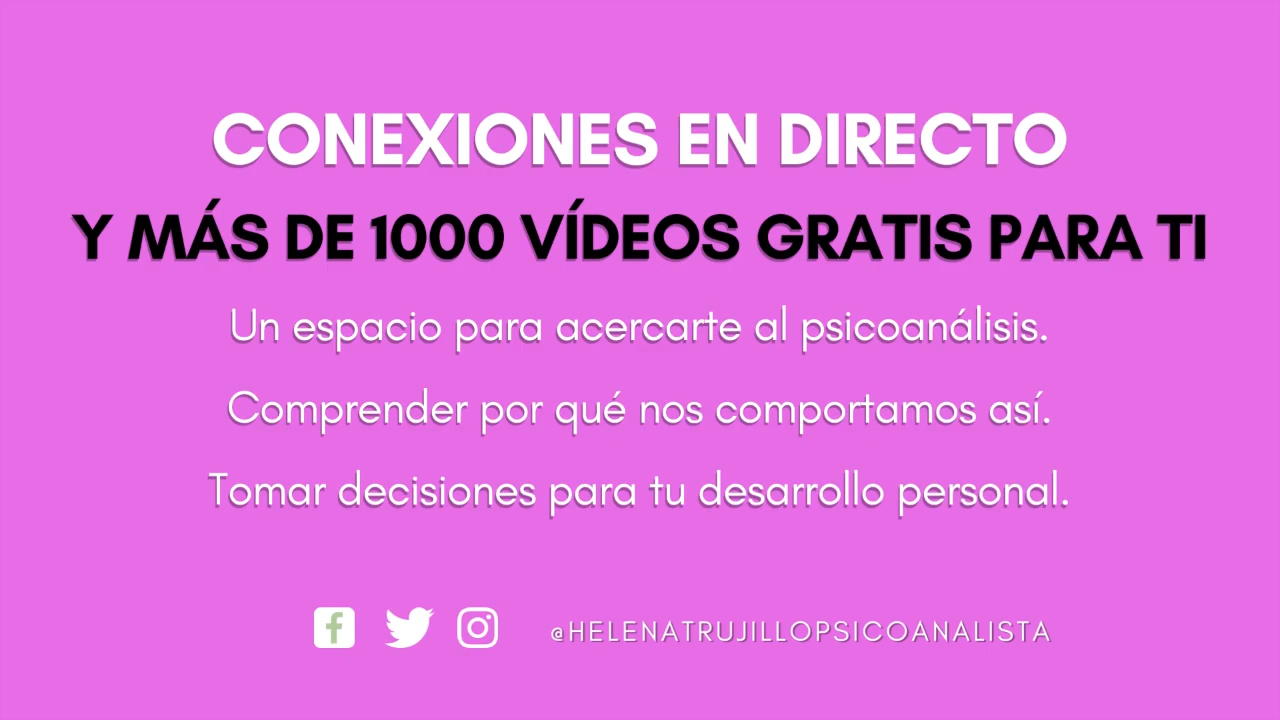 CONEXIONES EN DIRECTO
Y MÁS DE 1000 VÍDEOS GRATIS PARA TI
Un espacio para acercarte al psicoanálisis.
Comprender por qué nos comportamos así.
Tomar decisiones para tu desarrollo personal.
@HELENATRUJILLOPSICOANALISTA